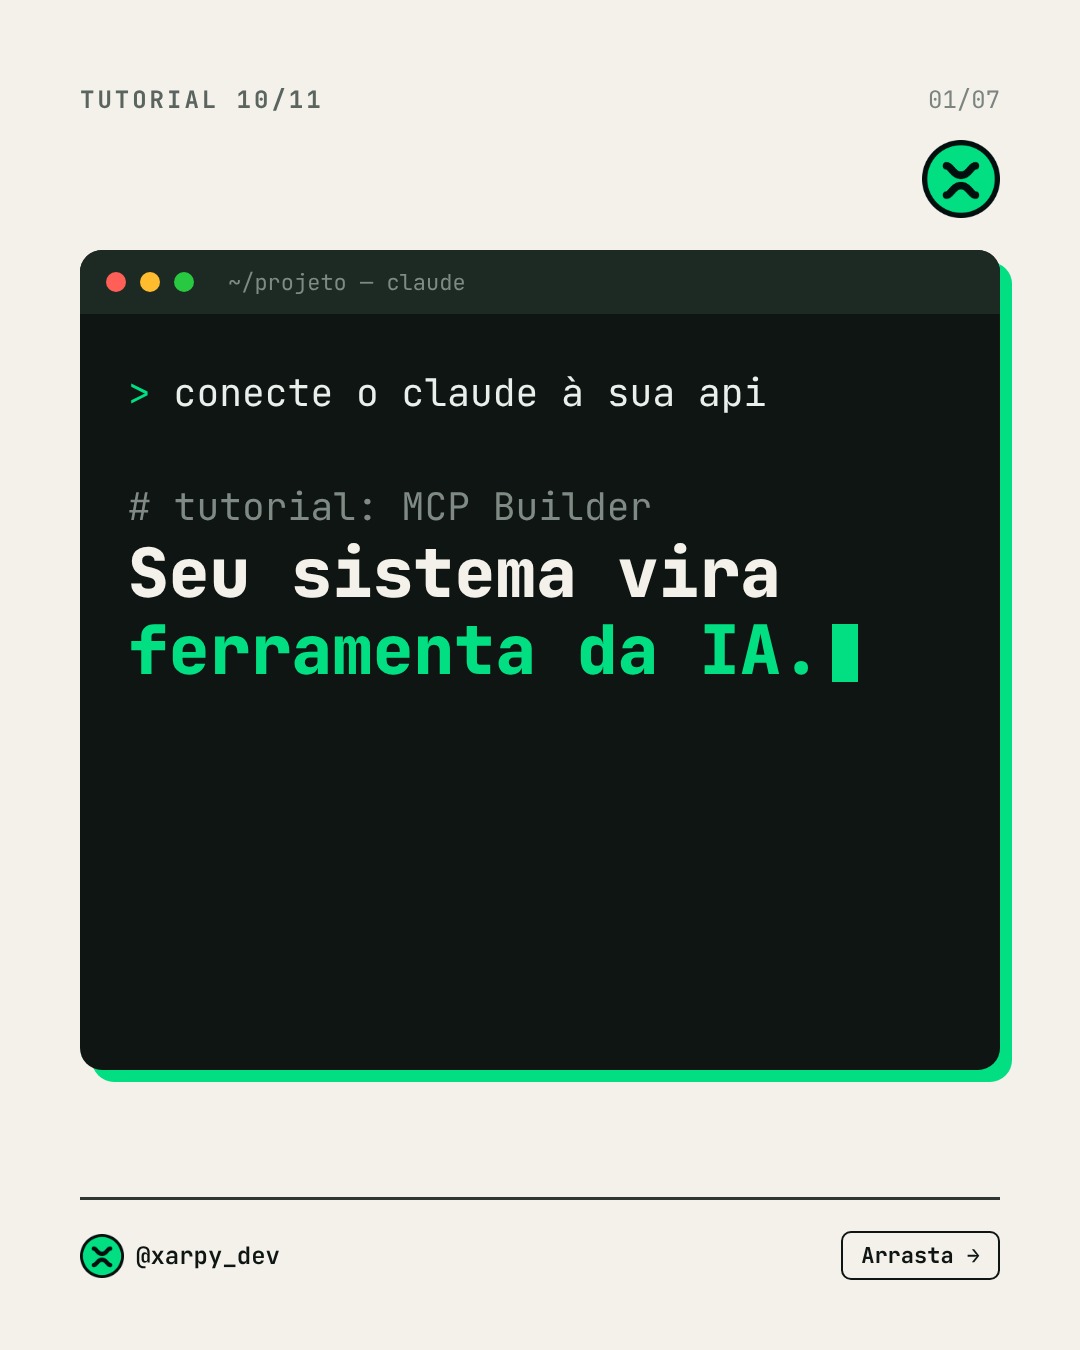 TUTORIAL 10/11
01/07
~/projeto — claude
> conecte o claude à sua api
# tutorial: MCP Builder
Seu sistema vira
ferramenta da IA.
@xarpy_dev
Arrasta →